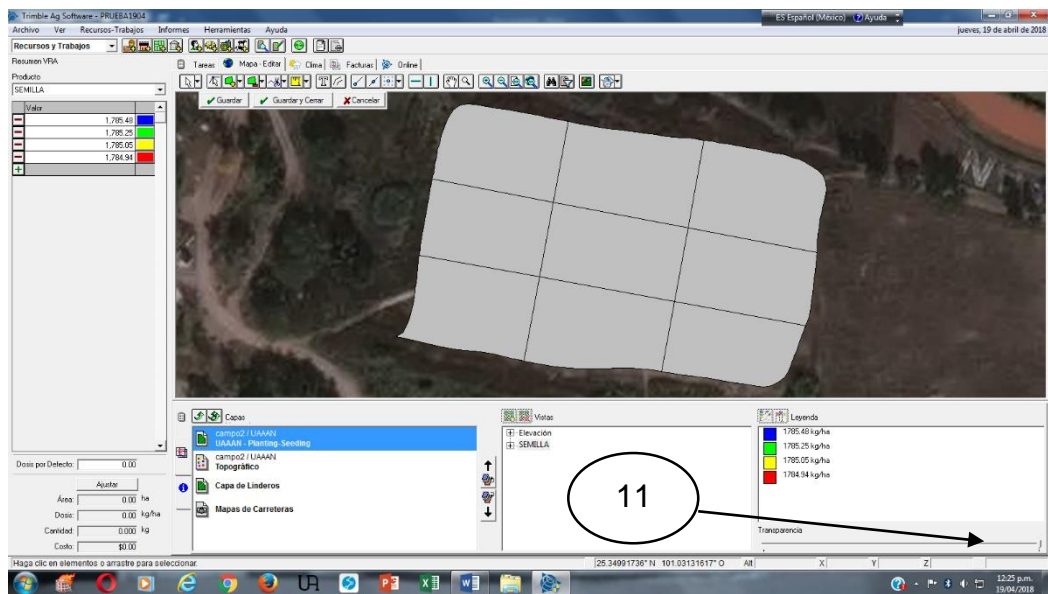 Trimble Ag Software - PRUEBA1904
ES Español (México) Ayuda
Archivo Ver Recursos-Trabajos Informes Herramientas Ayuda
jueves, 19 de abril de 2018
Recursos y Trabajos
Resumen VRA
Tareas Mapa - Editar Clima Facturas Online
Producto
SEMILLA
Guardar Guardar y Cerrar Cancelar
Valor
1,785.48
1,785.25
1,785.05
1,784.94
Capas
Vistas
Leyenda
campo2 / UAAAN
UAAAN - Planting-Seeding
campo2 / UAAAN
Topográfico
Capa de Linderos
Mapas de Carreteras
Elevación
SEMILLA
1785.48 kg/ha
1785.25 kg/ha
1785.05 kg/ha
1784.94 kg/ha
11
Transparencia
Dosis por Defecto: 0.00
Ajustar
Área: 0.00 ha
Dosis: 0.00 kg/ha
Cantidad: 0.000 kg
Costo: $0.00
Haga clic en elementos o arrastre para seleccionar.
25.34991736° N 101.03131617° O Alt X Y Z
12:25 p.m.
19/04/2018